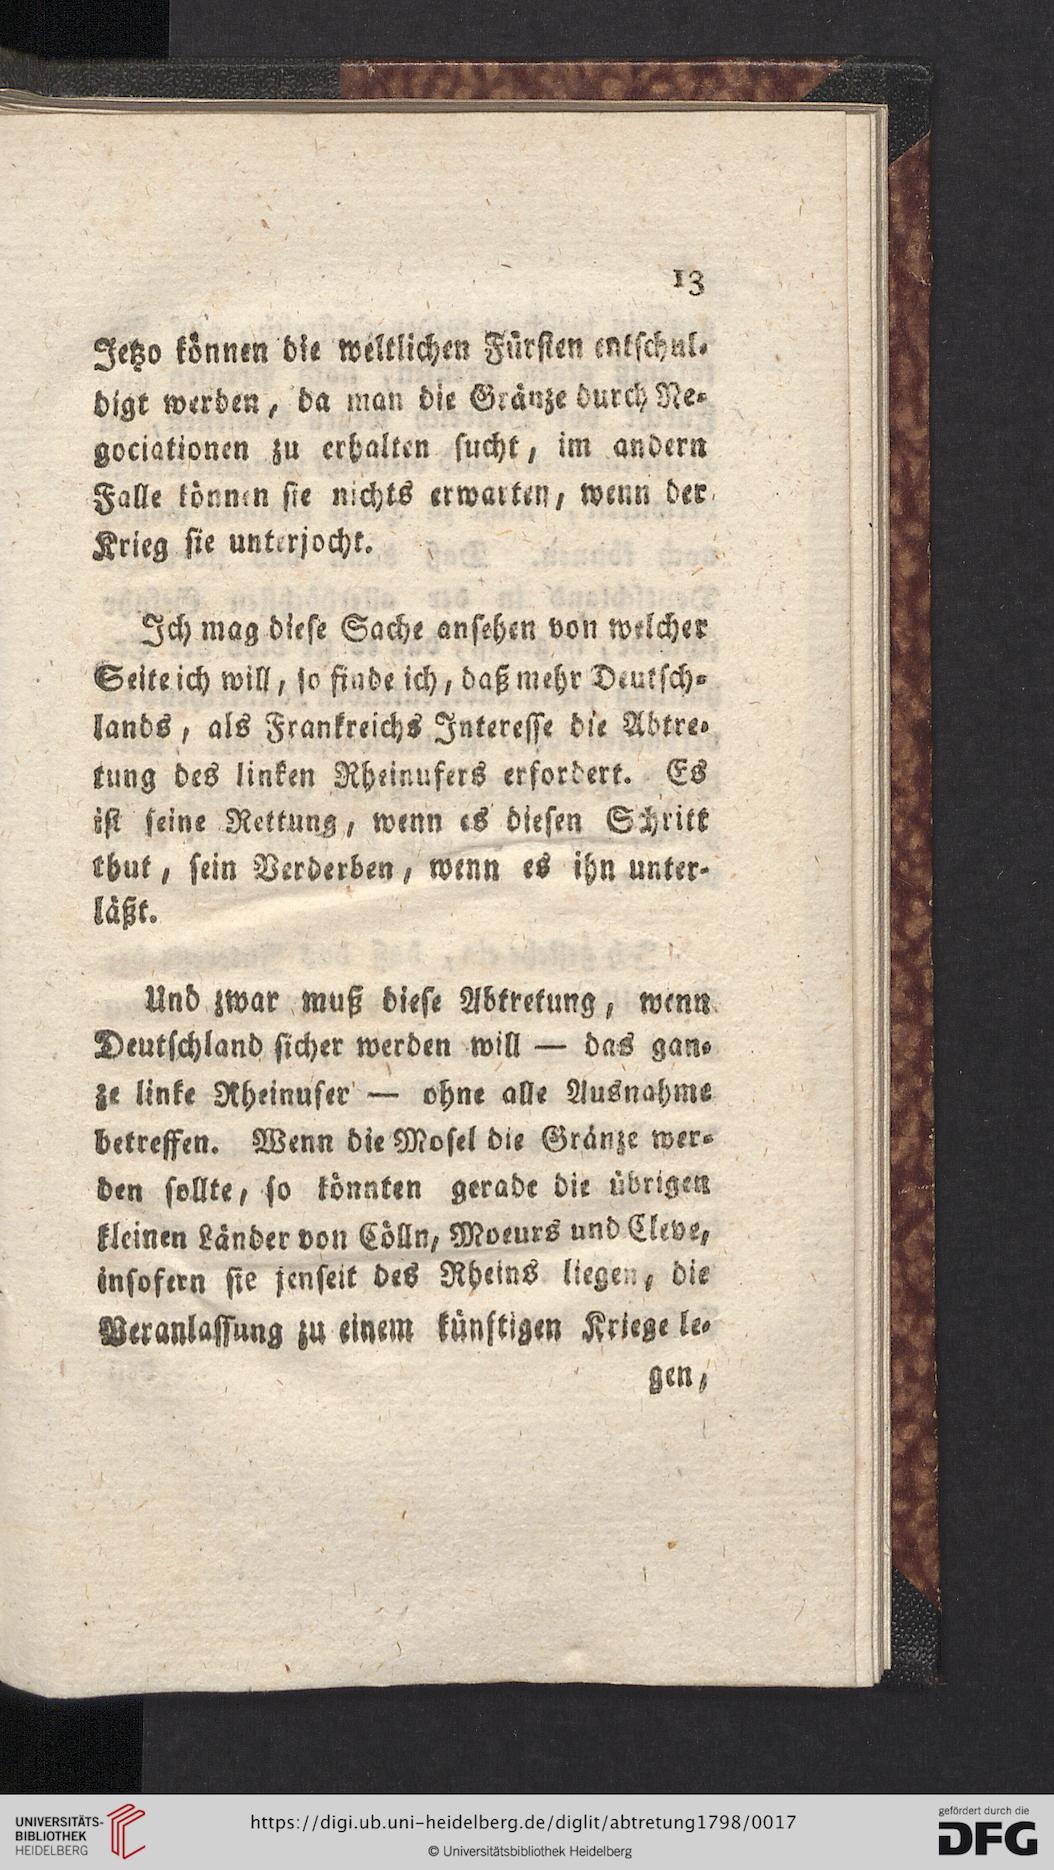 13
Jetzo können die weltlichen Fürsten entschul-
digt werden, da man die Gränze durch Ne-
gociationen zu erhalten sucht, im andern
Falle können sie nichts erwarten, wenn der
Krieg sie unterjocht.
Ich mag diese Sache ansehen von welcher
Seite ich will, so finde ich, daß mehr Deutsch-
lands, als Frankreichs Interesse die Abtre-
tung des linken Rheinufers erfordert. Es
ist seine Rettung, wenn es diesen Schritt
thut, sein Verderben, wenn es ihn unter-
läßt.
Und zwar muß diese Abtretung, wenn
Deutschland sicher werden will — das gan-
ze linke Rheinufer — ohne alle Ausnahme
betreffen. Wenn die Mosel die Gränze wer-
den sollte, so könnten gerade die übrigen
kleinen Länder von Cölln, Moeurs und Cleve,
insofern sie jenseit des Rheins liegen, die
Veranlassung zu einem künftigen Kriege le-
gen,
UNIVERSITÄTS-
BIBLIOTHEK
HEIDELBERG
https://digi.ub.uni-heidelberg.de/diglit/abtretung1798/0017
© Universitätsbibliothek Heidelberg
gefördert durch die
DFG